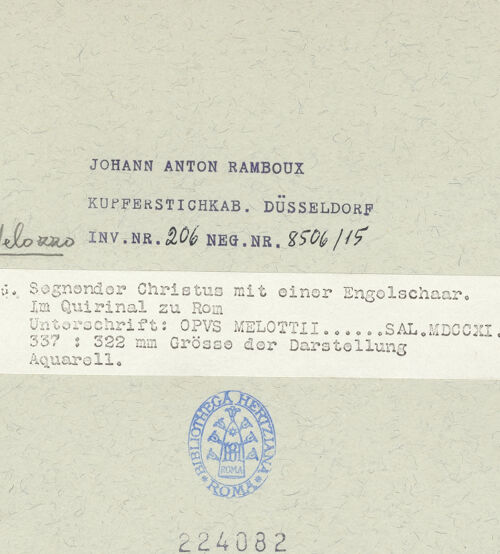 JOHANN ANTON RAMBOUX
KUPFERSTICHKAB. DÜSSELDORF
Melozzo INV.NR. 206 NEG.NR. 8506/15
Segnender Christus mit einer Engelschaar.
Im Quirinal zu Rom
Unterschrift: OPVS MELOTTII......SAL.MDCCXI.
337 : 322 mm Grösse der Darstellung
Aquarell.
BIBLIOTHECA HERTZIANA
ROMA
ROMA
224082